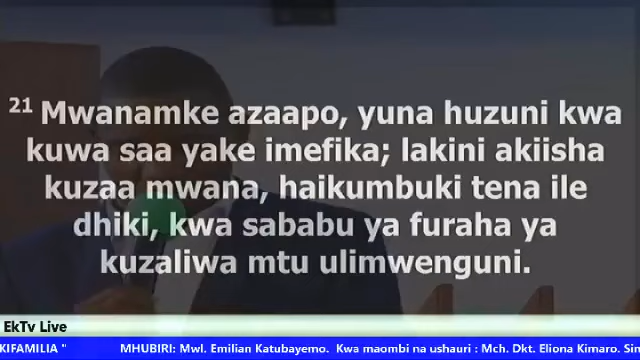 21 Mwanamke azaapo, yuna huzuni kwa
kuwa saa yake imefika; lakini akiisha
kuzaa mwana, haikumbuki tena ile
dhiki, kwa sababu ya furaha ya
kuzaliwa mtu ulimwenguni.
EkTv Live
KIFAMILIA " MHUBIRI: Mwl. Emilian Katubayemo. Kwa maombi na ushauri : Mch. Dkt. Eliona Kimaro. Sin